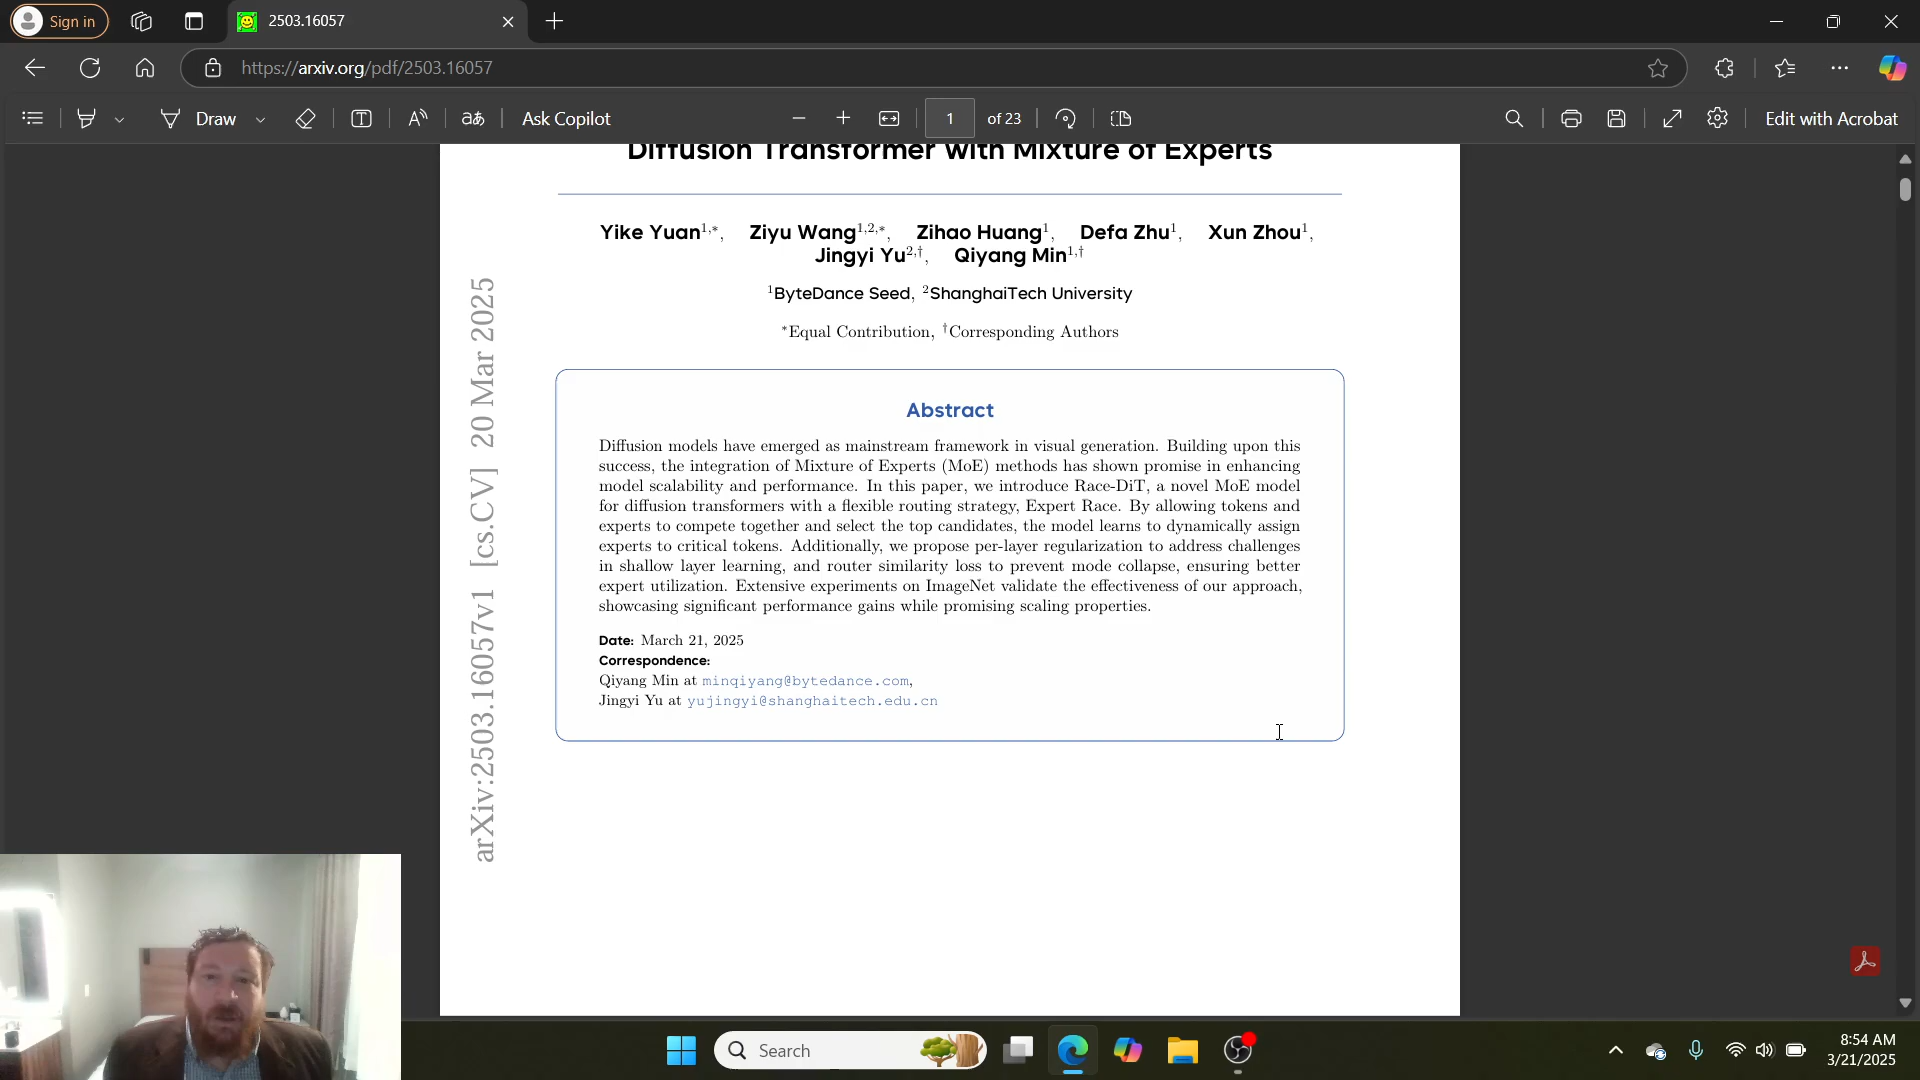 Sign in
2503.16057
https://arxiv.org/pdf/2503.16057
Draw
aあ
Ask Copilot
1 of 23
Edit with Acrobat
Diffusion Transformer with Mixture of Experts
Yike Yuan1,*, Ziyu Wang1,2,*, Zihao Huang1, Defa Zhu1, Xun Zhou1,
Jingyi Yu2,†, Qiyang Min1,†
1ByteDance Seed, 2ShanghaiTech University
*Equal Contribution, †Corresponding Authors
Abstract
Diffusion models have emerged as mainstream framework in visual generation. Building upon this
success, the integration of Mixture of Experts (MoE) methods has shown promise in enhancing
model scalability and performance. In this paper, we introduce Race-DiT, a novel MoE model
for diffusion transformers with a flexible routing strategy, Expert Race. By allowing tokens and
experts to compete together and select the top candidates, the model learns to dynamically assign
experts to critical tokens. Additionally, we propose per-layer regularization to address challenges
in shallow layer learning, and router similarity loss to prevent mode collapse, ensuring better
expert utilization. Extensive experiments on ImageNet validate the effectiveness of our approach,
showcasing significant performance gains while promising scaling properties.
Date: March 21, 2025
Correspondence:
Qiyang Min at minqiyang@bytedance.com,
Jingyi Yu at yujingyi@shanghaitech.edu.cn
arXiv:2503.16057v1 [cs.CV] 20 Mar 2025
Search
8:54 AM
3/21/2025